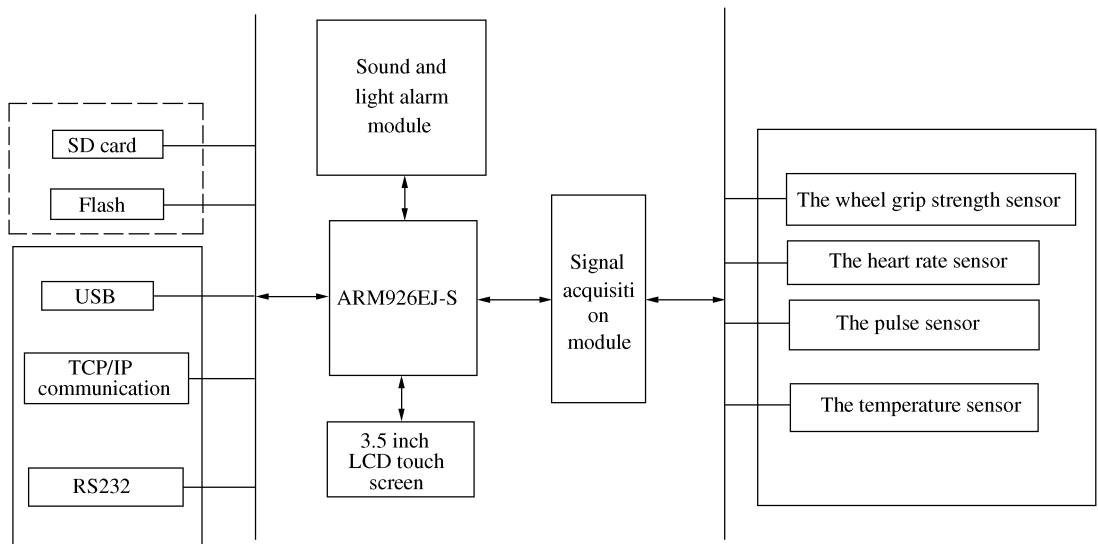 SD card
Flash
USB
TCP/IP
communication
RS232
Sound and
light alarm
module
ARM926EJ-S
3.5 inch
LCD touch
screen
Signal
acquisiti
on
module
The wheel grip strength sensor
The heart rate sensor
The pulse sensor
The temperature sensor